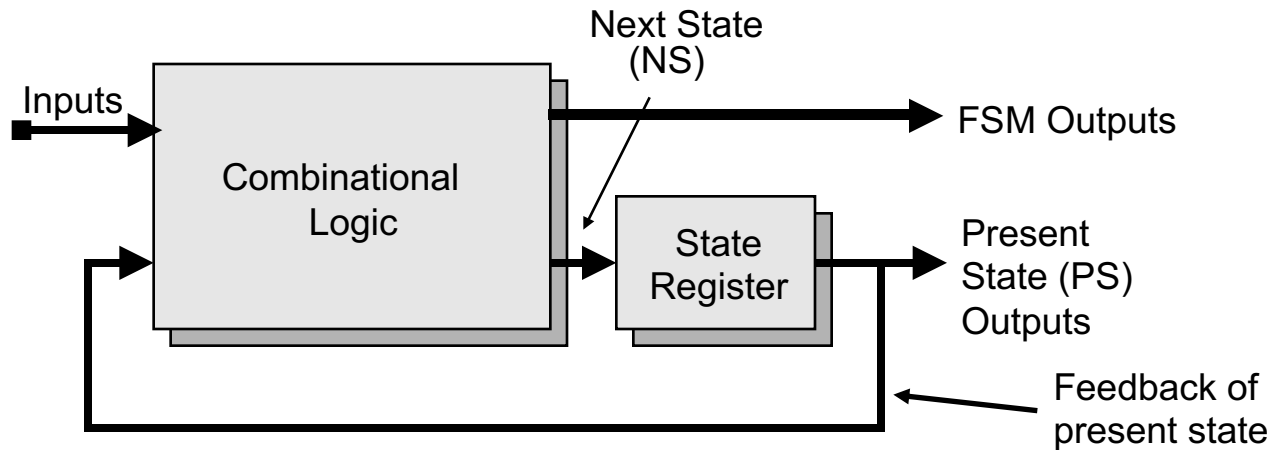 Next State
(NS)
Inputs
FSM Outputs
Combinational
Logic
State
Register
Present
State (PS)
Outputs
Feedback of
present state